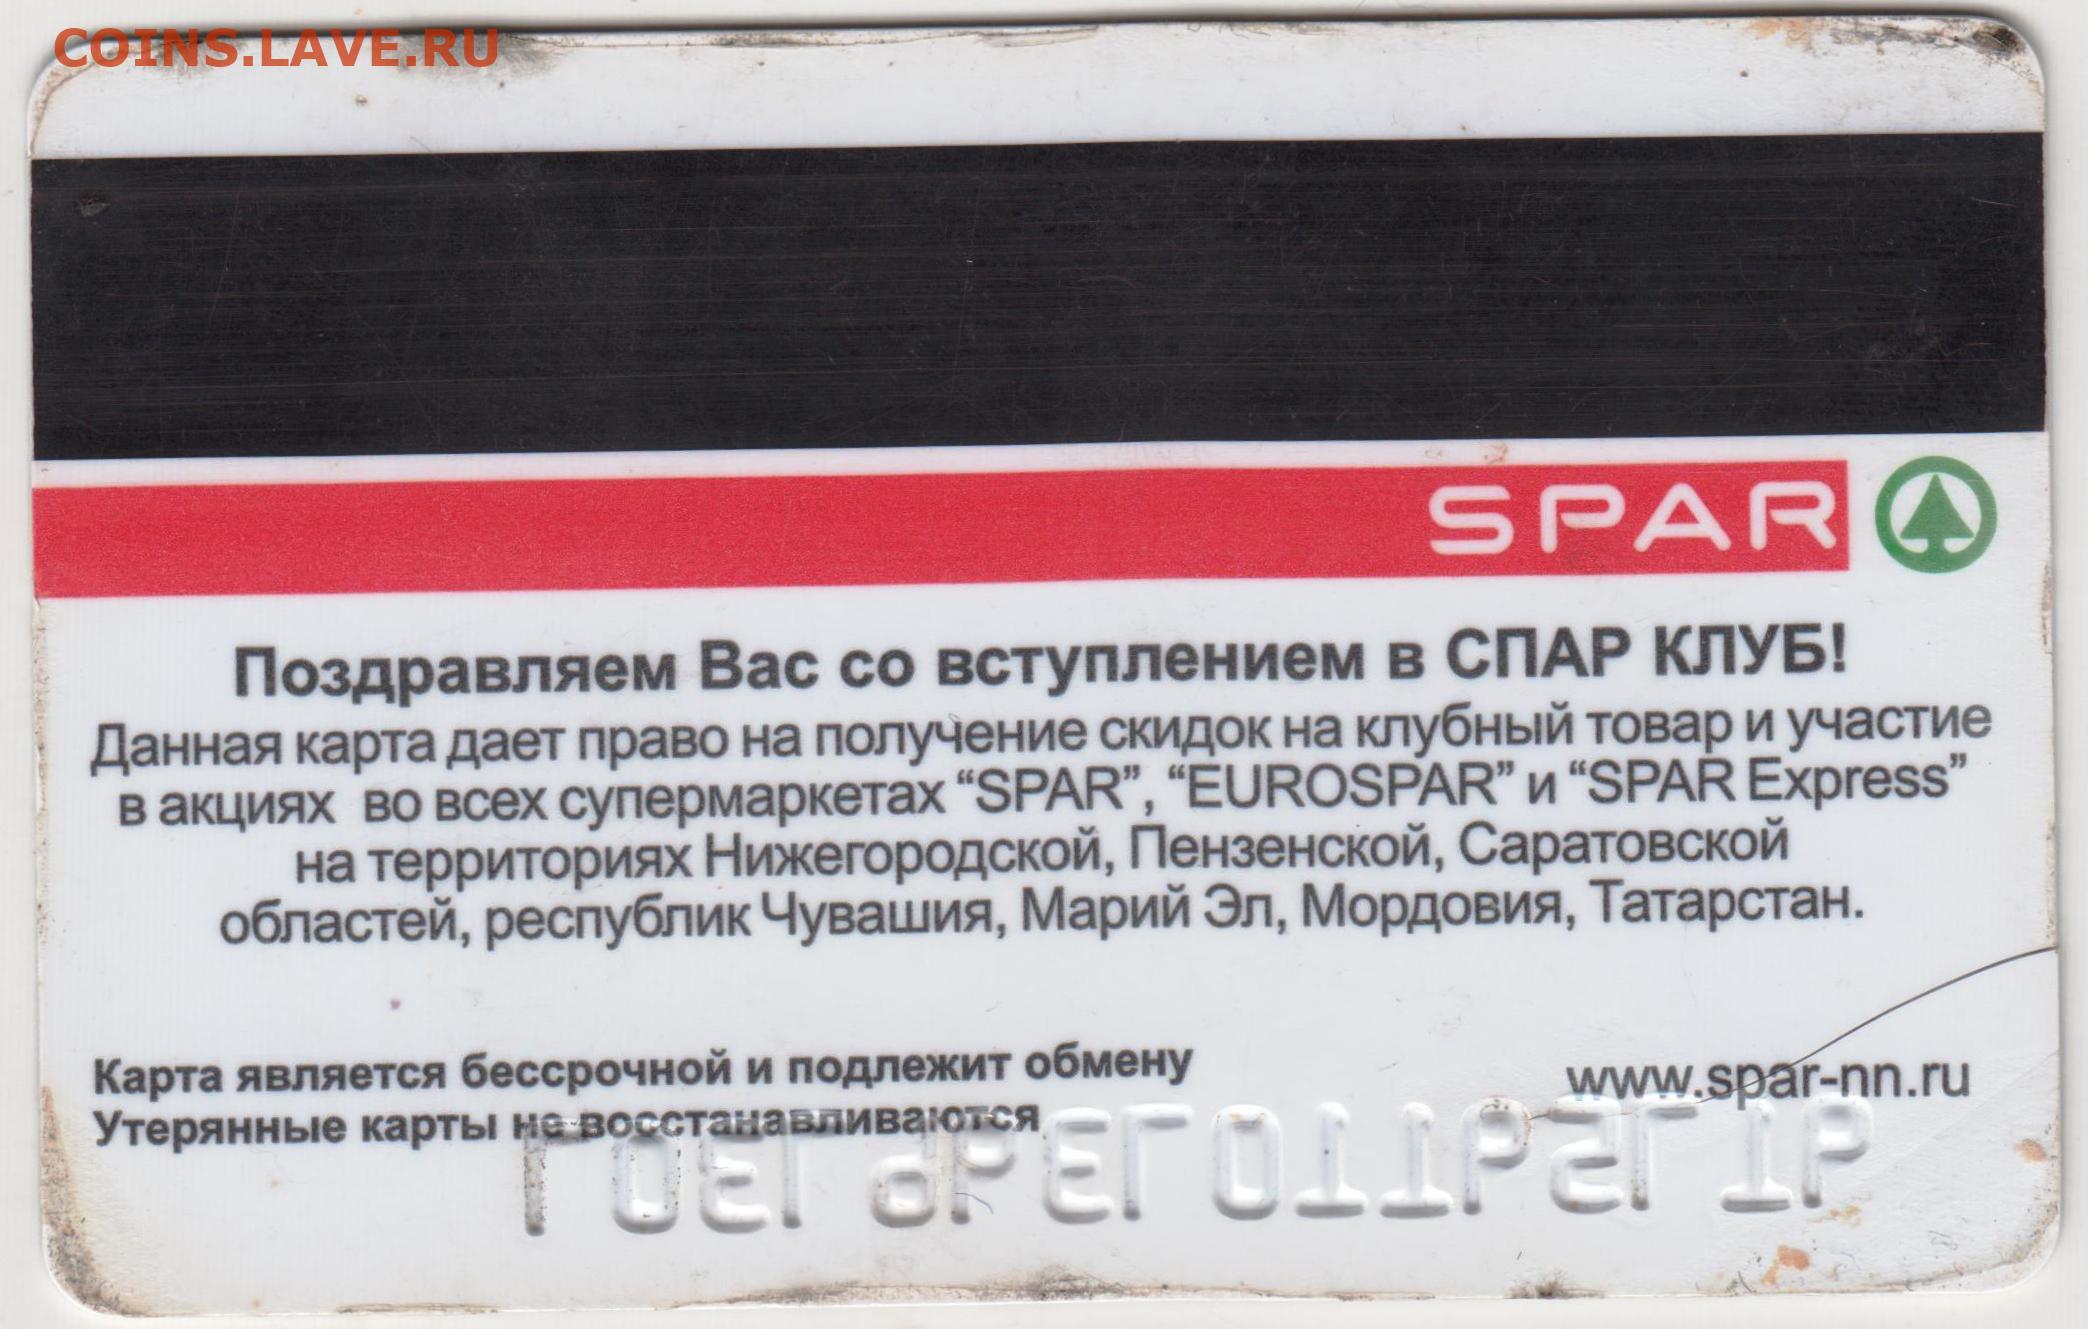 COINS.LAVE.RU
SPAR
Поздравляем Вас со вступлением в СПАР КЛУБ!
Данная карта дает право на получение скидок на клубный товар и участие
в акциях во всех супермаркетах “SPAR”, “EUROSPAR” и “SPAR Express”
на территориях Нижегородской, Пензенской, Саратовской
областей, республик Чувашия, Марий Эл, Мордовия, Татарстан.
Карта является бессрочной и подлежит обмену
Утерянные карты не восстанавливаются
www.spar-nn.ru